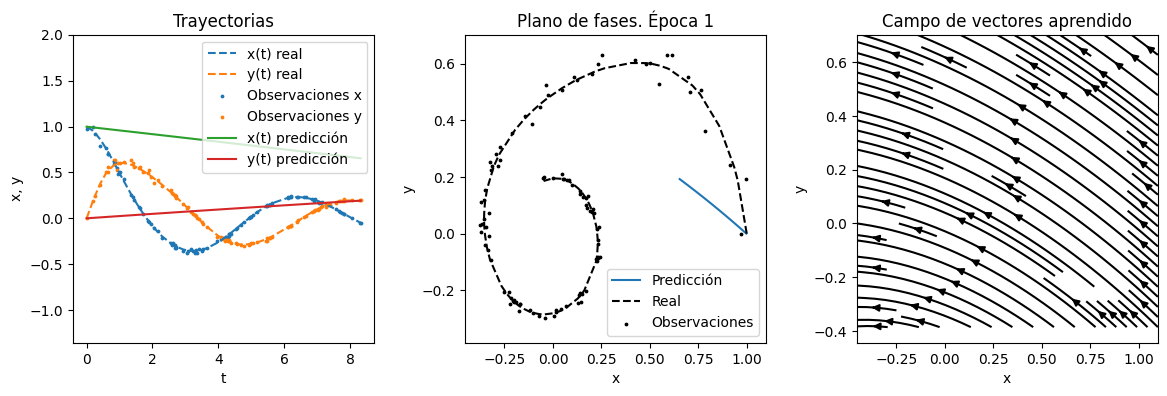 Trayectorias
2.0
1.5
1.0
0.5
0.0
−0.5
−1.0
x, y
0
2
4
6
8
t
x(t) real
y(t) real
Observaciones x
Observaciones y
x(t) predicción
y(t) predicción
Plano de fases. Época 1
0.6
0.4
0.2
0.0
−0.2
y
−0.25
0.00
0.25
0.50
0.75
1.00
x
Predicción
Real
Observaciones
Campo de vectores aprendido
0.6
0.4
0.2
0.0
−0.2
−0.4
y
−0.25
0.00
0.25
0.50
0.75
1.00
x